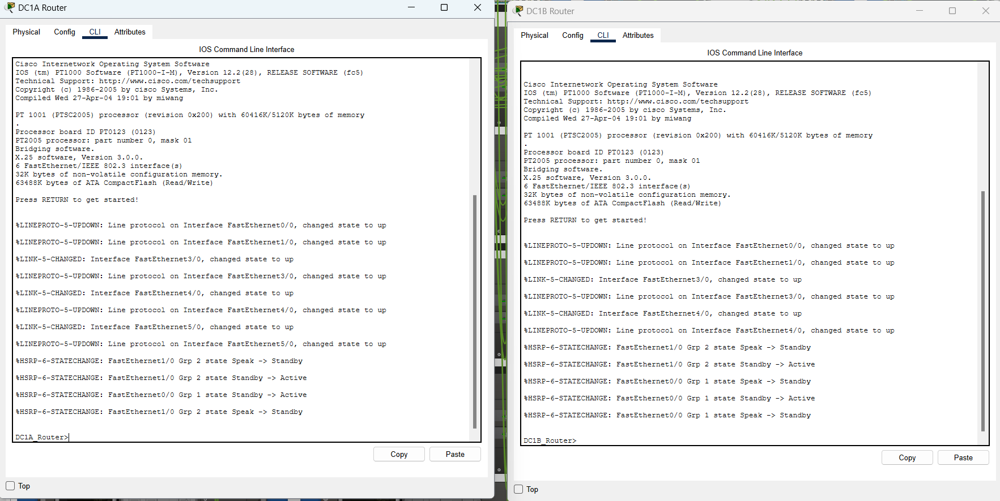 DC1A Router
Physical Config CLI Attributes
IOS Command Line Interface
Cisco Internetwork Operating System Software
IOS (tm) PT1000 Software (PT1000-I-M), Version 12.2(28), RELEASE SOFTWARE (fc5)
Technical Support: http://www.cisco.com/techsupport
Copyright (c) 1986-2005 by cisco Systems, Inc.
Compiled Wed 27-Apr-04 19:01 by miwang
PT 1001 (PTSC2005) processor (revision 0x200) with 60416K/5120K bytes of memory
.
Processor board ID PT0123 (0123)
PT2005 processor: part number 0, mask 01
Bridging software.
X.25 software, Version 3.0.0.
6 FastEthernet/IEEE 802.3 interface(s)
32K bytes of non-volatile configuration memory.
63488K bytes of ATA CompactFlash (Read/Write)
Press RETURN to get started!
%LINEPROTO-5-UPDOWN: Line protocol on Interface FastEthernet0/0, changed state to up
%LINEPROTO-5-UPDOWN: Line protocol on Interface FastEthernet1/0, changed state to up
%LINK-5-CHANGED: Interface FastEthernet3/0, changed state to up
%LINEPROTO-5-UPDOWN: Line protocol on Interface FastEthernet3/0, changed state to up
%LINK-5-CHANGED: Interface FastEthernet4/0, changed state to up
%LINEPROTO-5-UPDOWN: Line protocol on Interface FastEthernet4/0, changed state to up
%LINK-5-CHANGED: Interface FastEthernet5/0, changed state to up
%LINEPROTO-5-UPDOWN: Line protocol on Interface FastEthernet5/0, changed state to up
%HSRP-6-STATECHANGE: FastEthernet1/0 Grp 2 state Speak -> Standby
%HSRP-6-STATECHANGE: FastEthernet1/0 Grp 2 state Standby -> Active
%HSRP-6-STATECHANGE: FastEthernet0/0 Grp 1 state Standby -> Active
%HSRP-6-STATECHANGE: FastEthernet1/0 Grp 2 state Speak -> Standby
DC1A_Router>
Copy Paste
Top
DC1B Router
Physical Config CLI Attributes
IOS Command Line Interface
Cisco Internetwork Operating System Software
IOS (tm) PT1000 Software (PT1000-I-M), Version 12.2(28), RELEASE SOFTWARE (fc5)
Technical Support: http://www.cisco.com/techsupport
Copyright (c) 1986-2005 by cisco Systems, Inc.
Compiled Wed 27-Apr-04 19:01 by miwang
PT 1001 (PTSC2005) processor (revision 0x200) with 60416K/5120K bytes of memory
.
Processor board ID PT0123 (0123)
PT2005 processor: part number 0, mask 01
Bridging software.
X.25 software, Version 3.0.0.
6 FastEthernet/IEEE 802.3 interface(s)
32K bytes of non-volatile configuration memory.
63488K bytes of ATA CompactFlash (Read/Write)
Press RETURN to get started!
%LINEPROTO-5-UPDOWN: Line protocol on Interface FastEthernet0/0, changed state to up
%LINEPROTO-5-UPDOWN: Line protocol on Interface FastEthernet1/0, changed state to up
%LINK-5-CHANGED: Interface FastEthernet3/0, changed state to up
%LINEPROTO-5-UPDOWN: Line protocol on Interface FastEthernet3/0, changed state to up
%LINK-5-CHANGED: Interface FastEthernet4/0, changed state to up
%LINEPROTO-5-UPDOWN: Line protocol on Interface FastEthernet4/0, changed state to up
%HSRP-6-STATECHANGE: FastEthernet1/0 Grp 2 state Speak -> Standby
%HSRP-6-STATECHANGE: FastEthernet1/0 Grp 2 state Standby -> Active
%HSRP-6-STATECHANGE: FastEthernet0/0 Grp 1 state Speak -> Standby
%HSRP-6-STATECHANGE: FastEthernet0/0 Grp 1 state Standby -> Active
%HSRP-6-STATECHANGE: FastEthernet0/0 Grp 1 state Speak -> Standby
DC1B_Router>
Copy Paste
Top